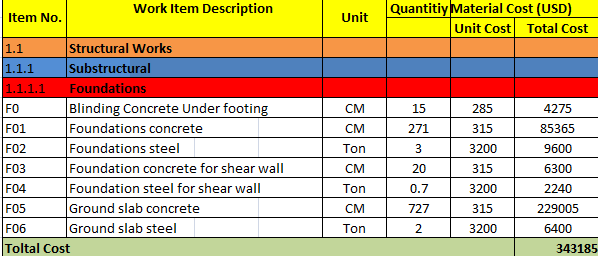 Item No. Work Item Description Unit Quantitiy Material Cost (USD)
Unit Cost Total Cost
1.1 Structural Works
1.1.1 Substructural
1.1.1.1 Foundations
F0 Blinding Concrete Under footing CM 15 285 4275
F01 Foundations concrete CM 271 315 85365
F02 Foundations steel Ton 3 3200 9600
F03 Foundation concrete for shear wall CM 20 315 6300
F04 Foundation steel for shear wall Ton 0.7 3200 2240
F05 Ground slab concrete CM 727 315 229005
F06 Ground slab steel Ton 2 3200 6400
Toltal Cost 343185